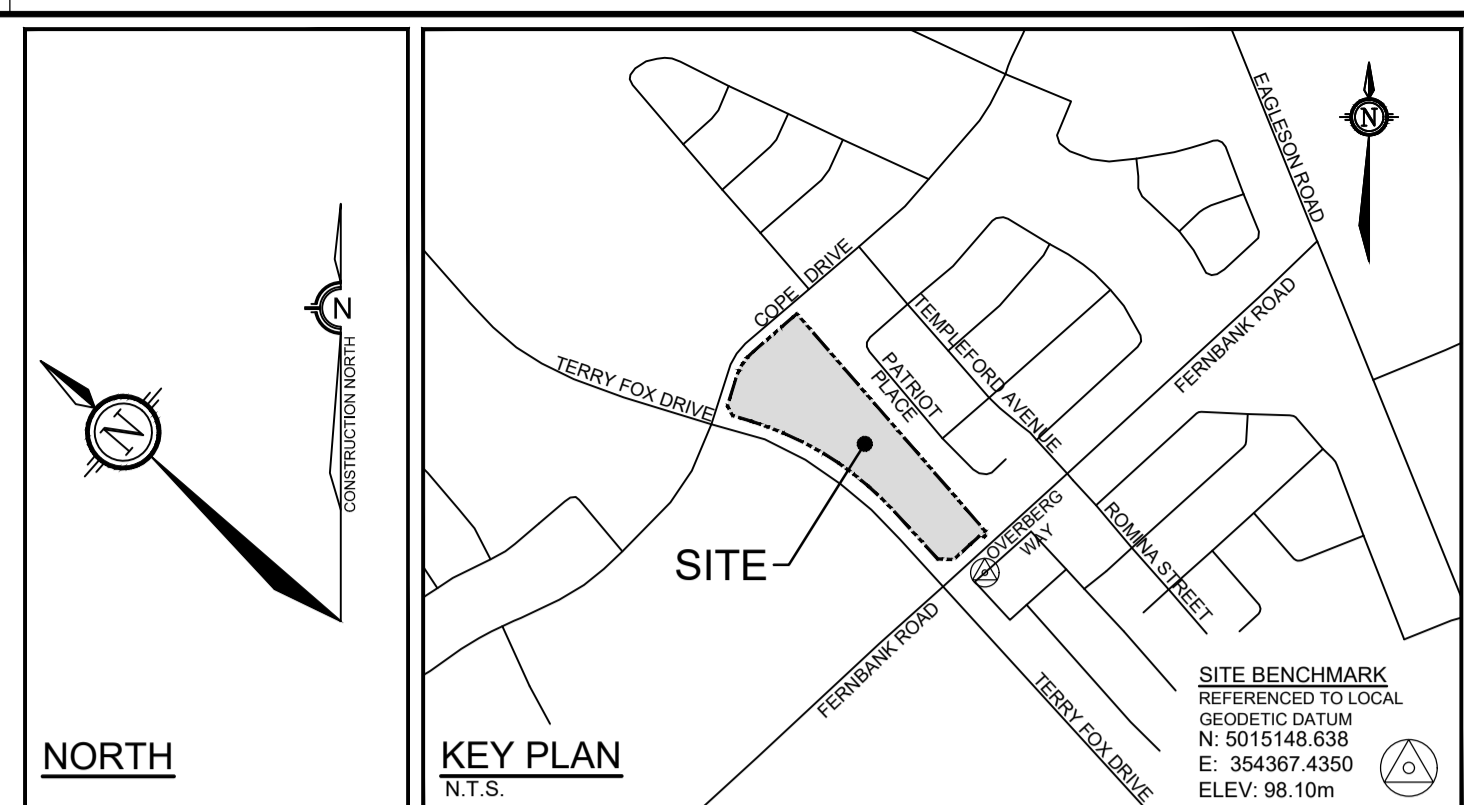 N
N
CONSTRUCTION NORTH
NORTH
N
EAGLESON ROAD
COPE DRIVE
TERRY FOX DRIVE
TEMPLEFORD AVENUE
PATRIOT
PLACE
FERNBANK ROAD
SITE
OVERBERG
WAY
ROMINA STREET
FERNBANK ROAD
TERRY FOX DRIVE
KEY PLAN
N.T.S.
SITE BENCHMARK
REFERENCED TO LOCAL
GEODETIC DATUM
N: 5015148.638
E: 354367.4350
ELEV: 98.10m